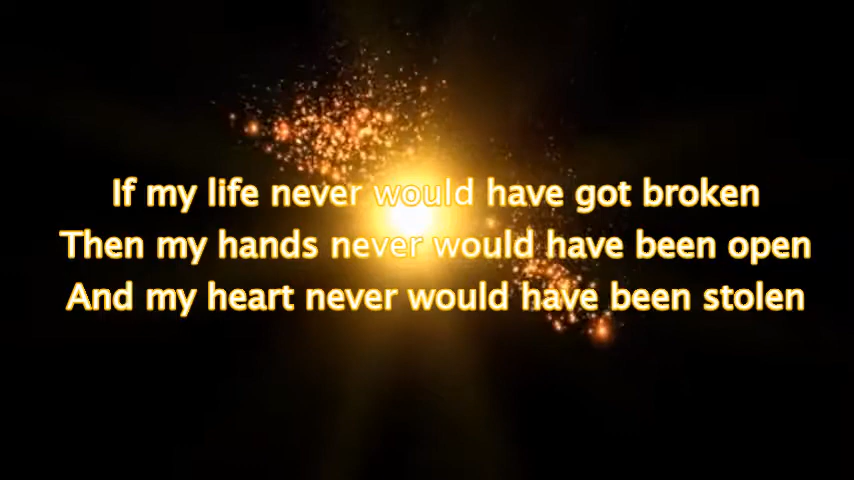 If my life never would have got broken
Then my hands never would have been open
And my heart never would have been stolen